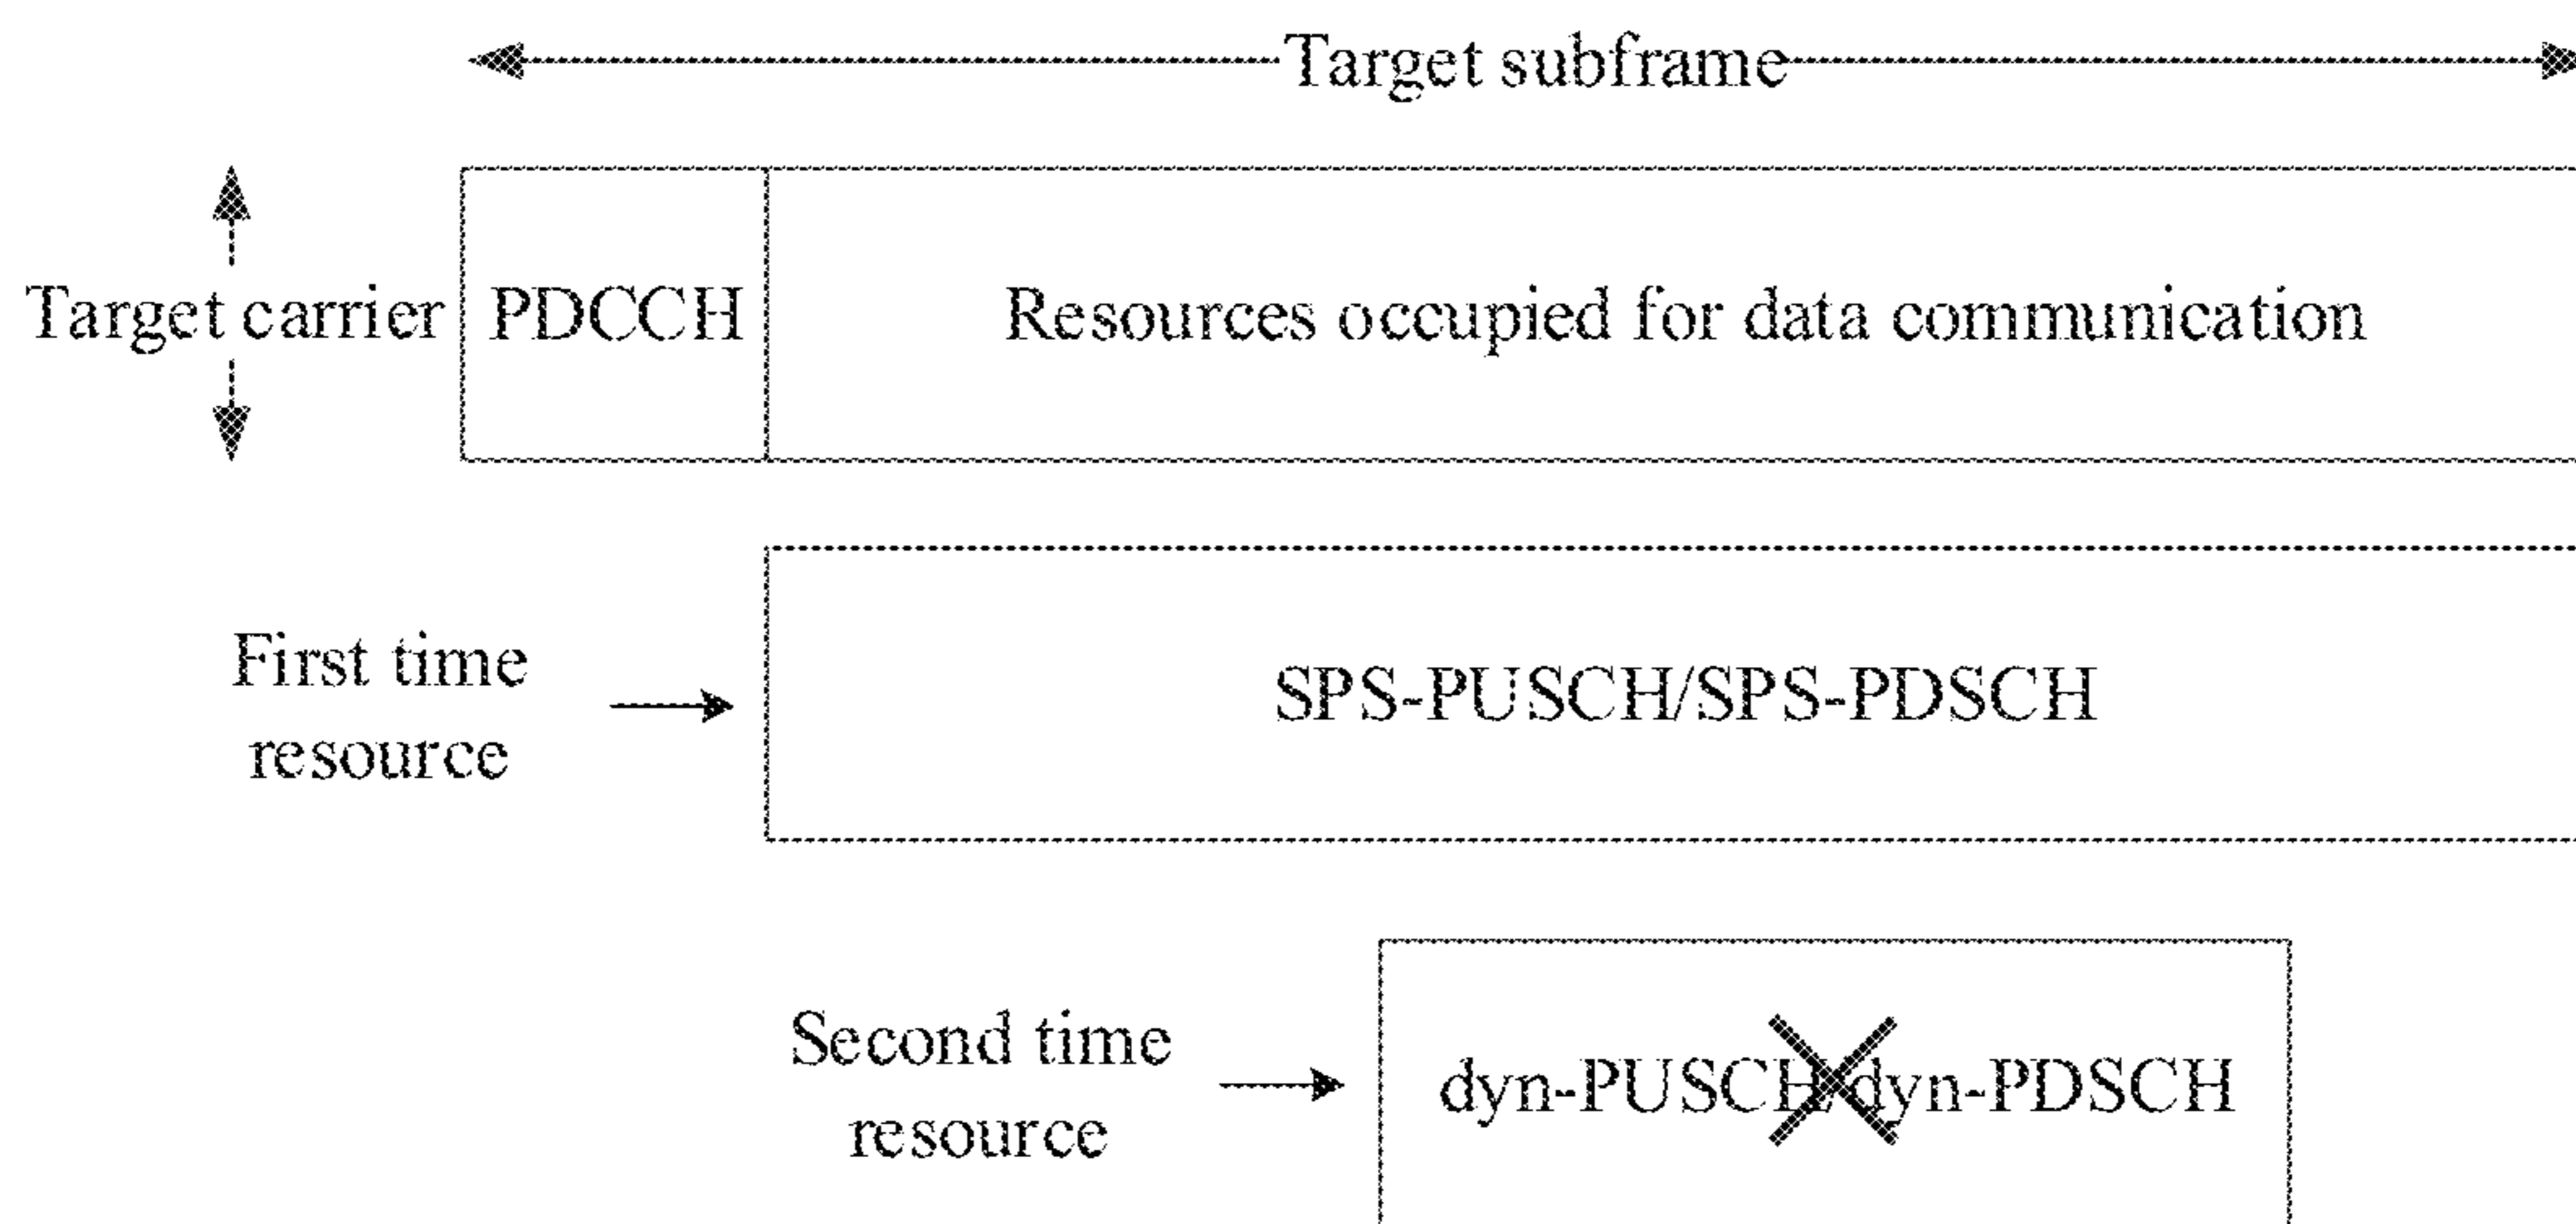 Target subframe
Target carrier
PDCCH
Resources occupied for data communication
First time
resource
SPS-PUSCH/SPS-PDSCH
Second time
resource
dyn-PUSCH/dyn-PDSCH